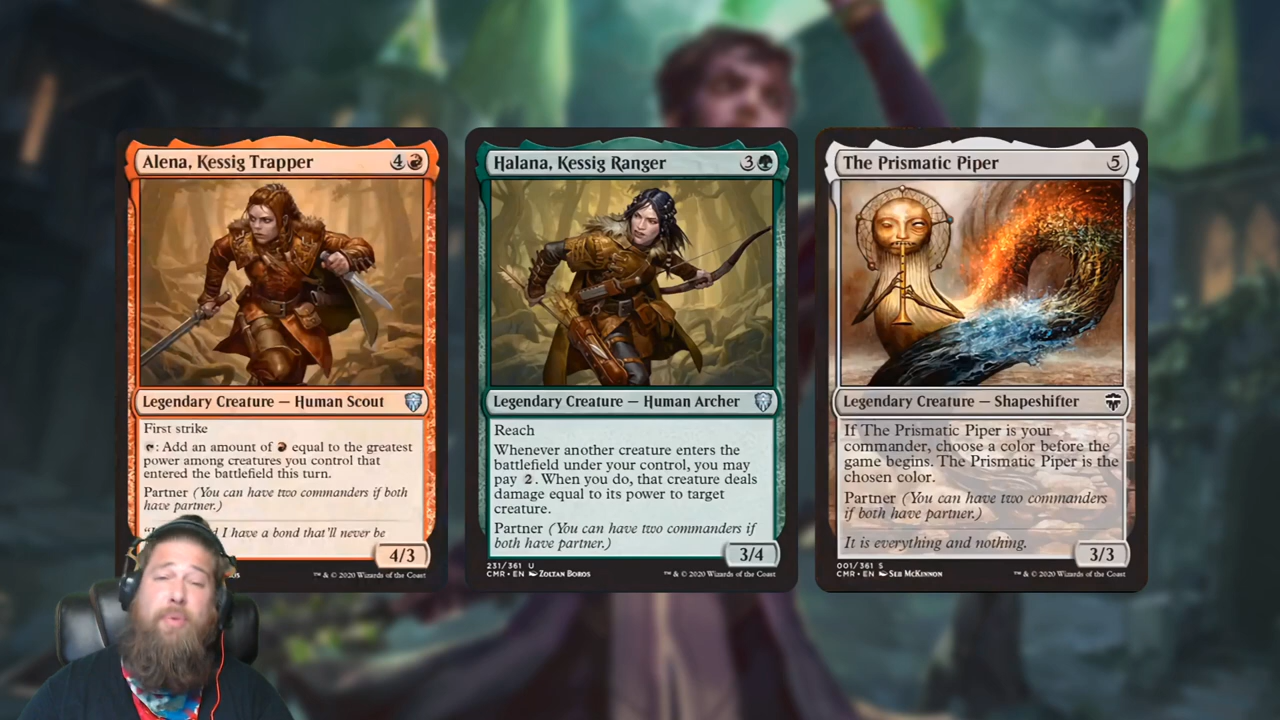 Alena, Kessig Trapper 4
Legendary Creature — Human Scout
First strike
: Add an amount of equal to the greatest
power among creatures you control that
entered the battlefield this turn.
Partner (You can have two commanders if both
have partner.)
I have a bond that'll never be
4/3
™ & © 2020 Wizards of the Coast
Halana, Kessig Ranger 3
Legendary Creature — Human Archer
Reach
Whenever another creature enters the
battlefield under your control, you may
pay 2. When you do, that creature deals
damage equal to its power to target
creature.
Partner (You can have two commanders if
both have partner.)
3/4
231/361 U
CMR • EN Zoltan Boros ™ & © 2020 Wizards of the Coast
The Prismatic Piper 5
Legendary Creature — Shapeshifter
If The Prismatic Piper is your
commander, choose a color before the
game begins. The Prismatic Piper is the
chosen color.
Partner (You can have two commanders
if both have partner.)
It is everything and nothing.
3/3
001/361 S
CMR • EN Seb McKinnon ™ & © 2020 Wizards of the Coast